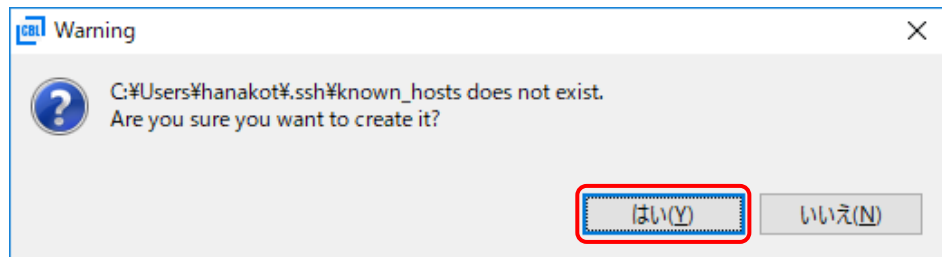 CBL Warning
C:¥Users¥hanakot¥.ssh¥known_hosts does not exist.
Are you sure you want to create it?
はい(Y) いいえ(N)